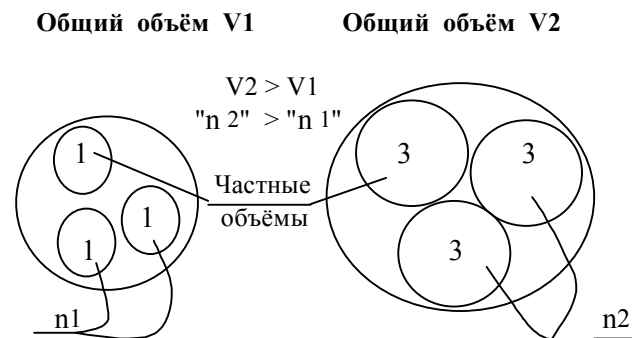 Общий объём V1 Общий объём V2
V2 > V1
"n 2" > "n 1"
1 3 3
Частные
1 объёмы
1 3
n1 n2